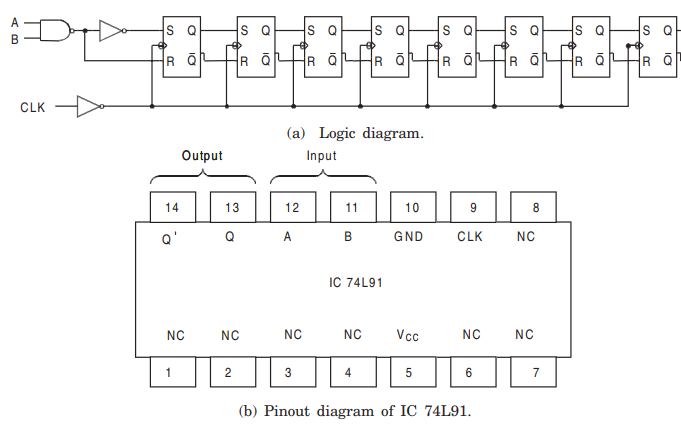 A
B
S Q S Q S Q S Q S Q S Q S Q S Q
R Q̄ R Q̄ R Q̄ R Q̄ R Q̄ R Q̄ R Q̄ R Q̄
CLK
(a) Logic diagram.
Output Input
14 13 12 11 10 9 8
Q' Q A B GND CLK NC
IC 74L91
NC NC NC NC VCC NC NC
1 2 3 4 5 6 7
(b) Pinout diagram of IC 74L91.